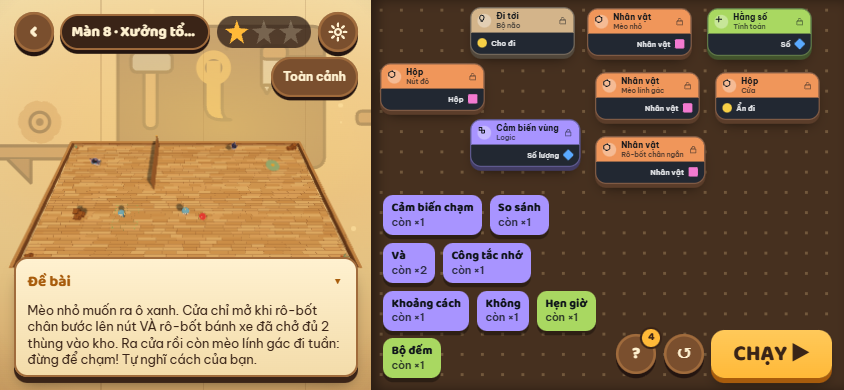 Màn 8 · Xưởng tổ...
Toàn cảnh
Đề bài
Mèo nhỏ muốn ra ô xanh. Cửa chỉ mở khi rô-bốt
chân bước lên nút VÀ rô-bốt bánh xe đã chở đủ 2
thùng vào kho. Ra cửa rồi còn mèo lính gác đi tuần:
đừng để chạm! Tự nghĩ cách của bạn.
Đi tới
Bộ não
Cho đi
Nhân vật
Mèo nhỏ
Nhân vật
Hằng số
Tính toán
Số
Hộp
Nút đỏ
Hộp
Nhân vật
Mèo lính gác
Nhân vật
Hộp
Cửa
Ẩn đi
Cảm biến vùng
Logic
Số lượng
Nhân vật
Rô-bốt chân ngắn
Nhân vật
Cảm biến chạm
còn ×1
So sánh
còn ×1
Và
còn ×2
Công tắc nhớ
còn ×1
Khoảng cách
còn ×1
Không
còn ×1
Hẹn giờ
còn ×1
Bộ đếm
còn ×1
?
4
CHẠY